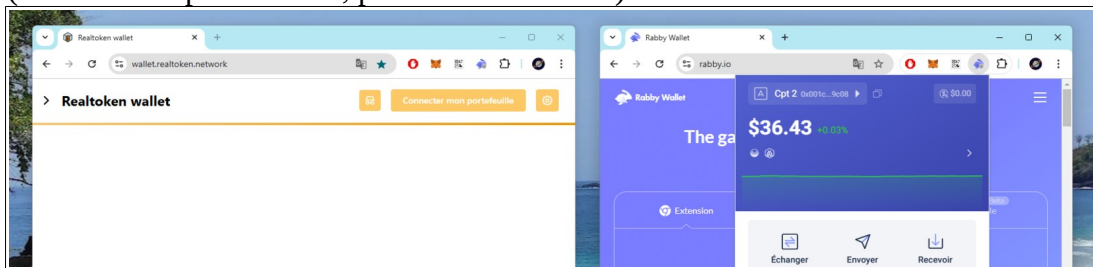 Realtoken wallet
wallet.realtoken.network
Realtoken wallet
Connecter mon portefeuille
Rabby Wallet
rabby.io
Rabby Wallet
Cpt 2 0x001c...9c08
$0.00
The ga
$36.43 +0.03%
Extension
Échanger
Envoyer
Recevoir